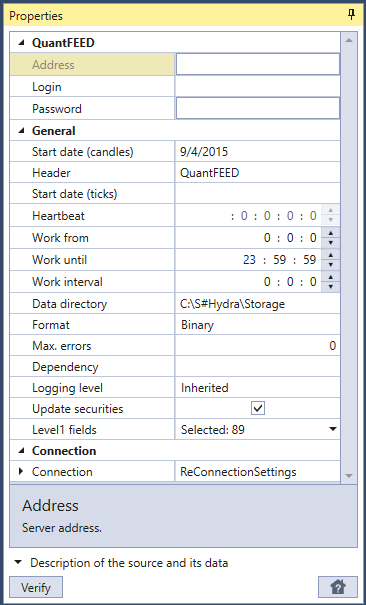 Properties
QuantFEED
Address
Login
Password
General
Start date (candles) 9/4/2015
Header QuantFEED
Start date (ticks)
Heartbeat : 0 : 0 : 0 : 0
Work from 0 : 0 : 0
Work until 23 : 59 : 59
Work interval 0 : 0 : 0
Data directory C:\S#Hydra\Storage
Format Binary
Max. errors 0
Dependency
Logging level Inherited
Update securities
Level1 fields Selected: 89
Connection
Connection ReConnectionSettings
Address
Server address.
Description of the source and its data
Verify